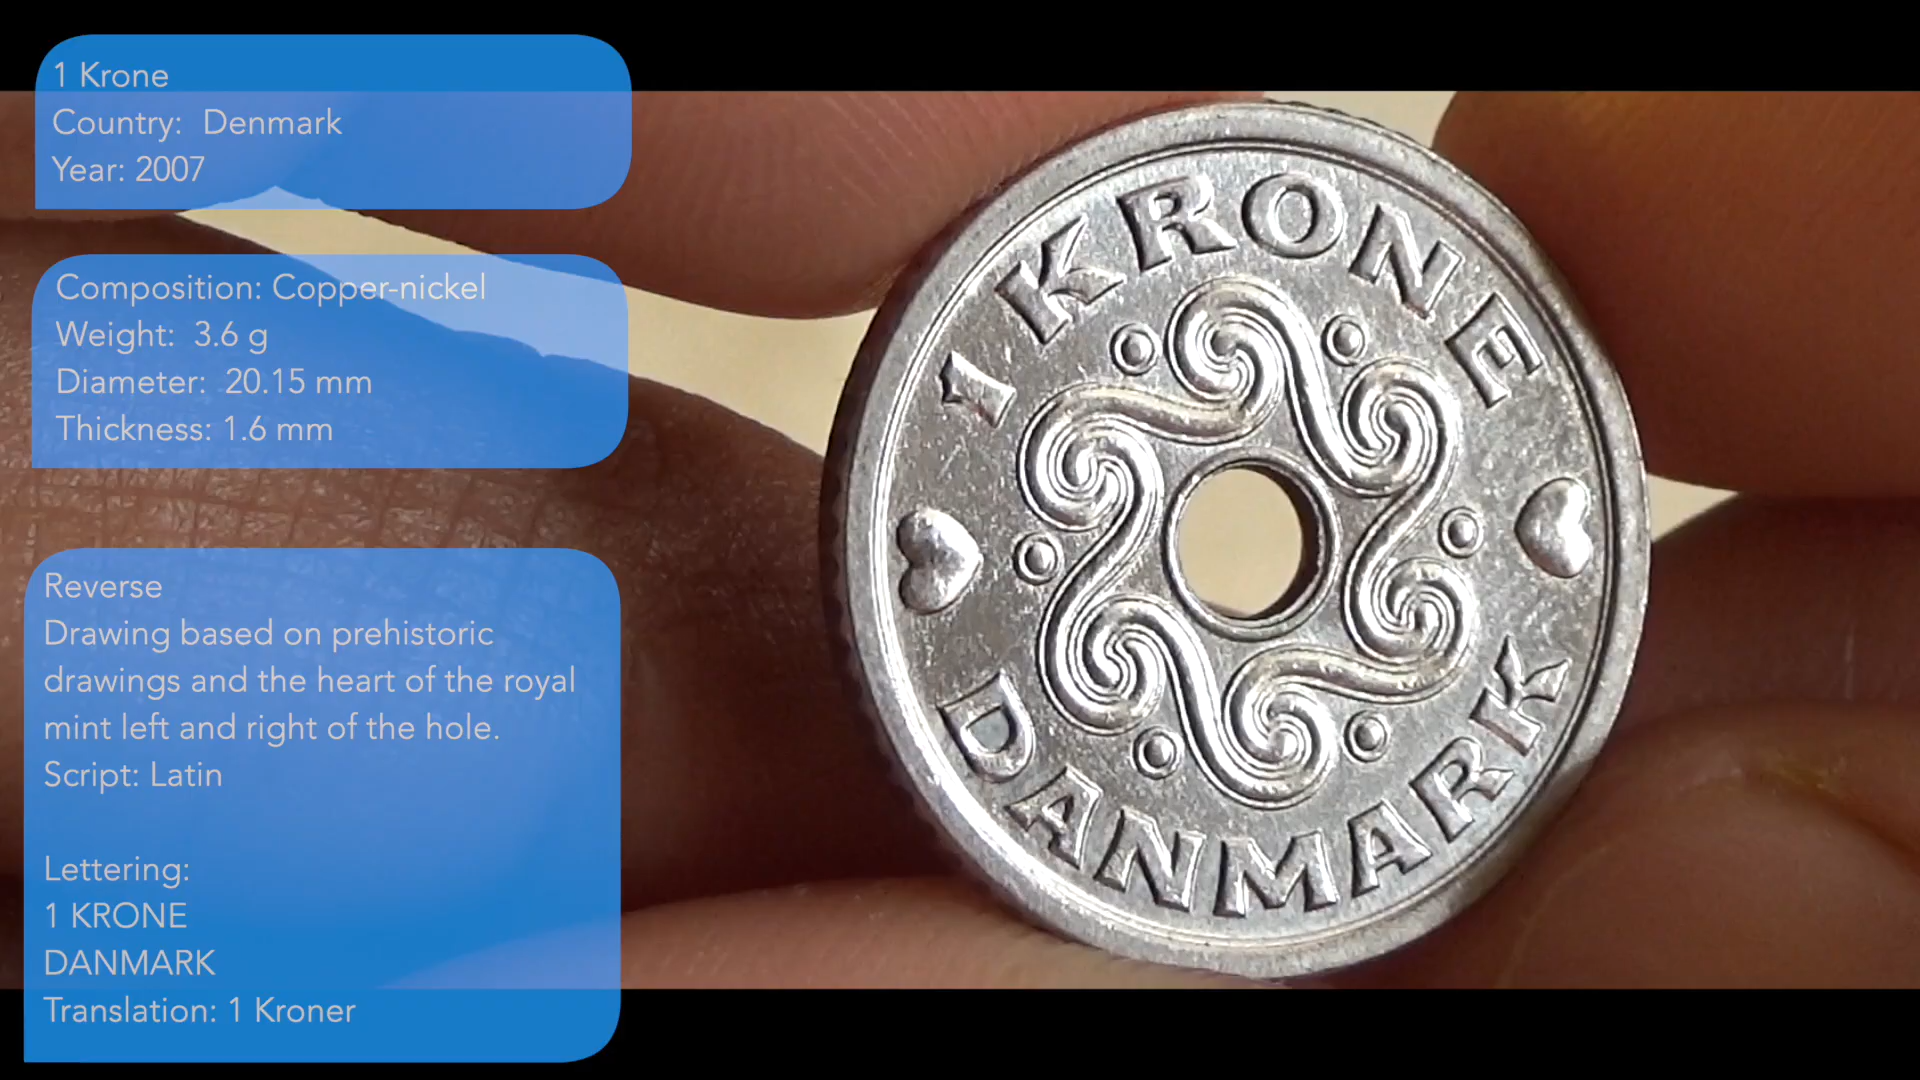 1 Krone
Country: Denmark
Year: 2007
Composition: Copper-nickel
Weight: 3.6 g
Diameter: 20.15 mm
Thickness: 1.6 mm
Reverse
Drawing based on prehistoric
drawings and the heart of the royal
mint left and right of the hole.
Script: Latin
Lettering:
1 KRONE
DANMARK
Translation: 1 Kroner
1 KRONE
DANMARK